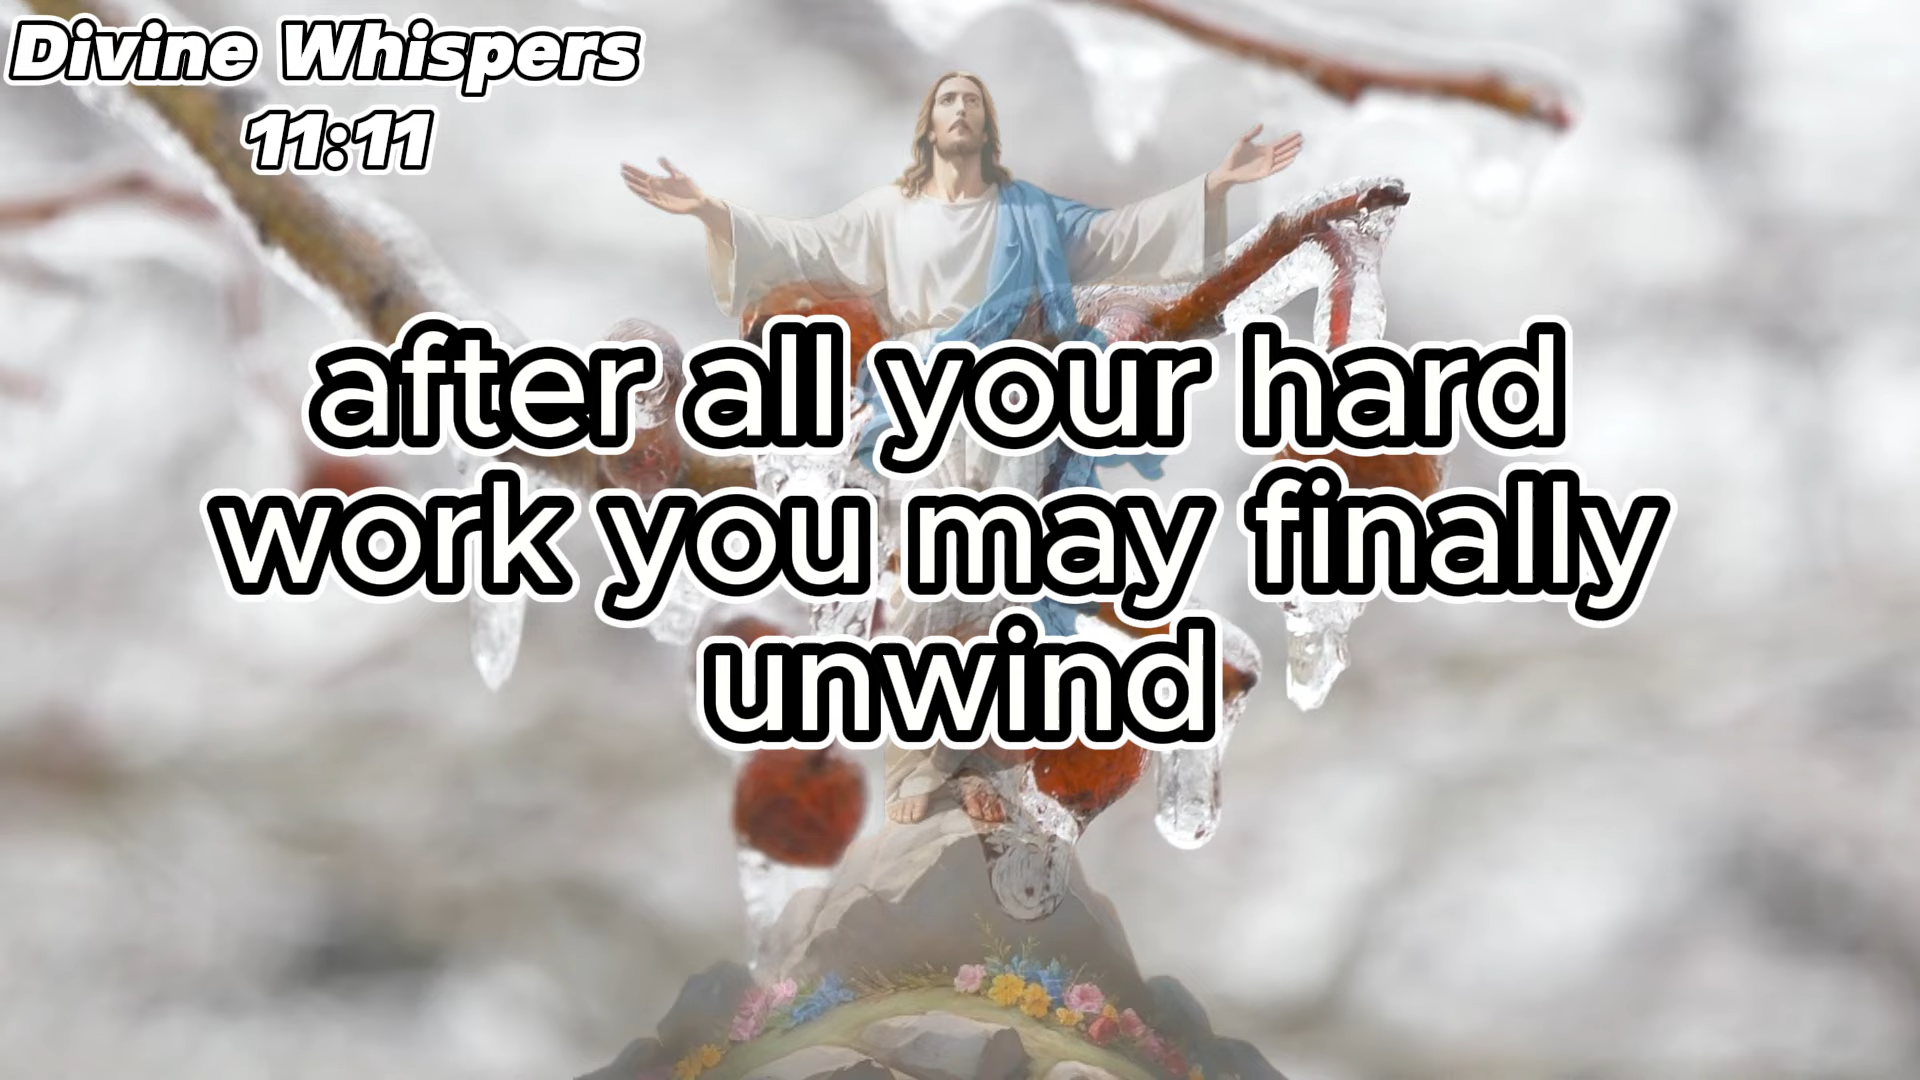 Divine Whispers
11:11
after all your hard
work you may finally
unwind